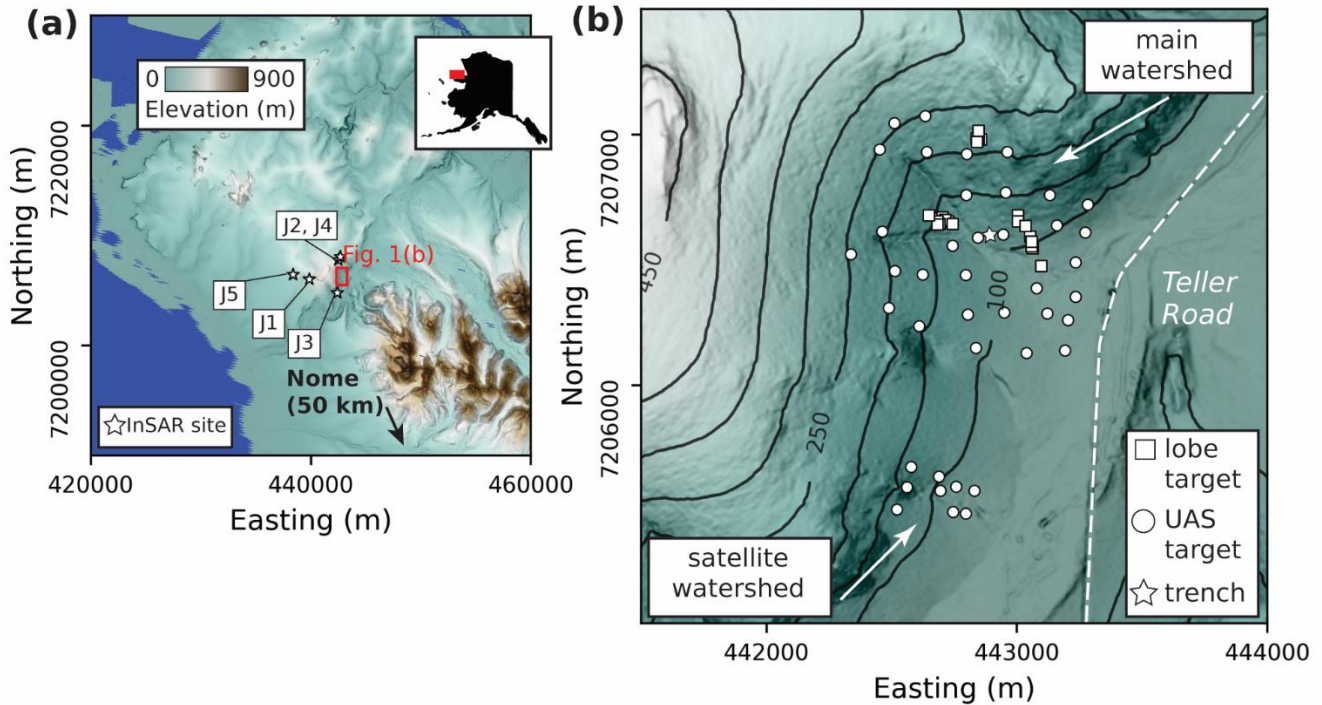 (a)
0
900
Elevation (m)
Northing (m)
7220000
7200000
J2, J4
Fig. 1(b)
J5
J1
J3
Nome
(50 km)
InSAR site
420000
440000
460000
Easting (m)
(b)
main
watershed
Northing (m)
7207000
7206000
450
250
100
Teller
Road
satellite
watershed
lobe
target
UAS
target
trench
442000
443000
444000
Easting (m)